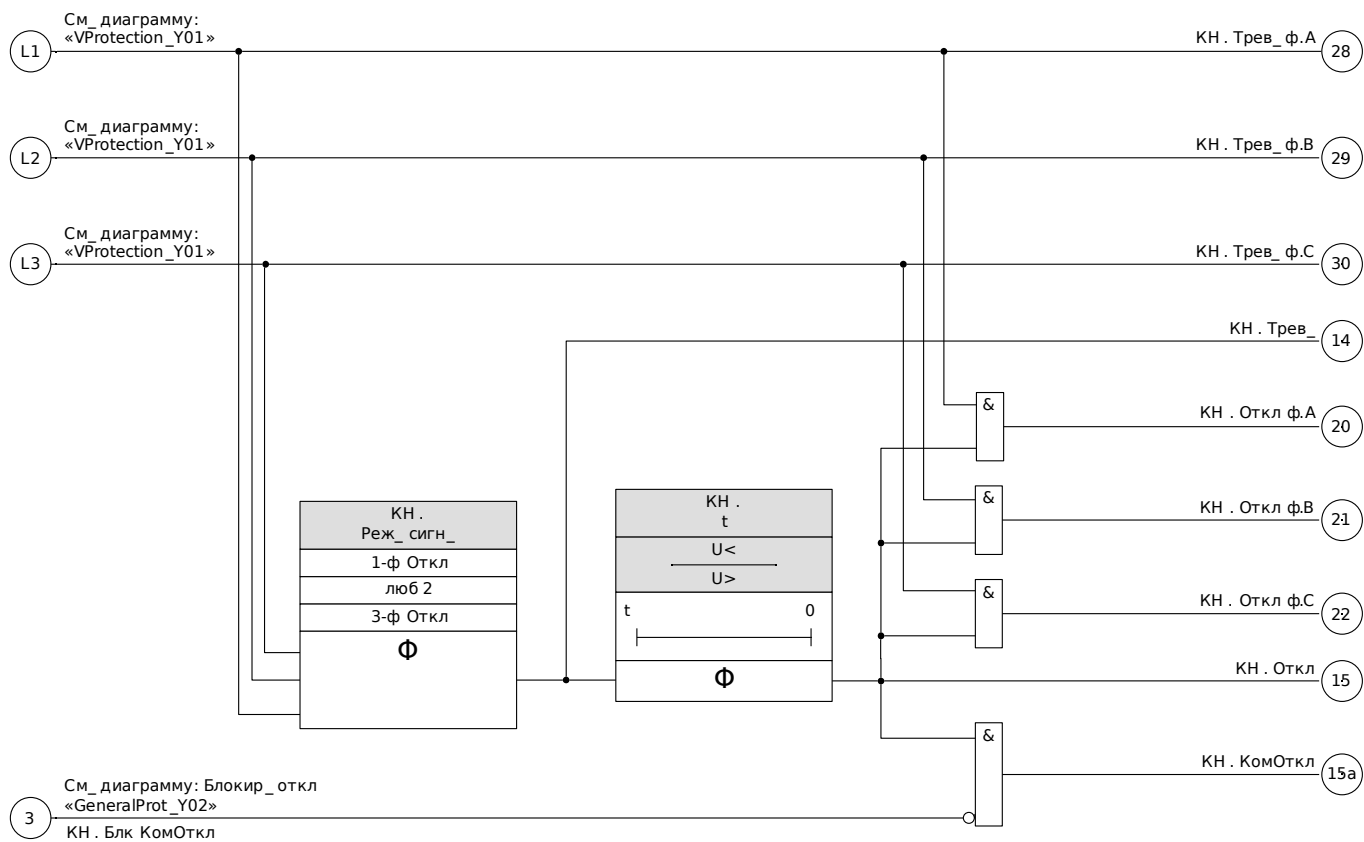 См_ диаграмму:
«VProtection_Y01»
L1
КН . Трев_ ф.A
28
См_ диаграмму:
«VProtection_Y01»
L2
КН . Трев_ ф.B
29
См_ диаграмму:
«VProtection_Y01»
L3
КН . Трев_ ф.C
30
КН . Трев_
14
&
КН . Откл ф.A
20
&
КН . Откл ф.B
21
&
КН . Откл ф.C
22
КН .
Реж_ сигн_
1-ф Откл
люб 2
3-ф Откл
Φ
КН .
t
U<
U>
t 0
Φ
КН . Откл
15
&
КН . КомОткл
15a
См_ диаграмму: Блокир_ откл
«GeneralProt_Y02»
3
КН . Блк КомОткл